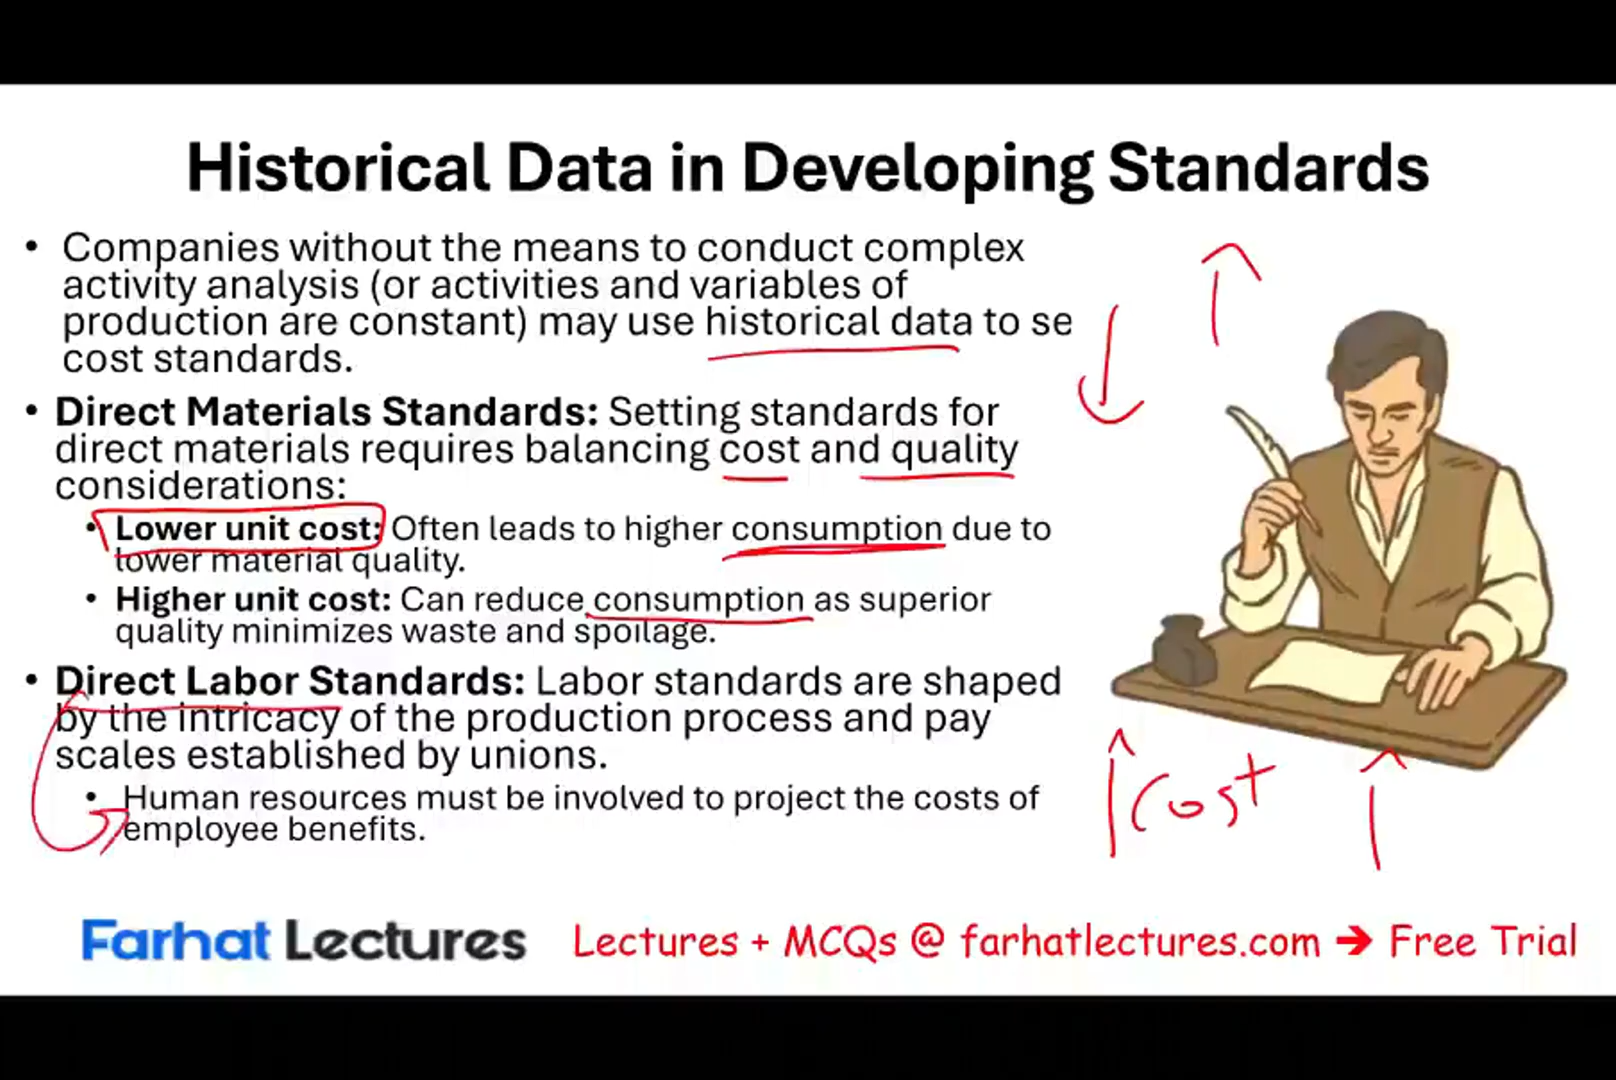 Historical Data in Developing Standards
• Companies without the means to conduct complex
activity analysis (or activities and variables of
production are constant) may use historical data to se
cost standards.
• Direct Materials Standards: Setting standards for
direct materials requires balancing cost and quality
considerations:
• Lower unit cost: Often leads to higher consumption due to
lower material quality.
• Higher unit cost: Can reduce consumption as superior
quality minimizes waste and spoilage.
• Direct Labor Standards: Labor standards are shaped
by the intricacy of the production process and pay
scales established by unions.
• Human resources must be involved to project the costs of
employee benefits.
Cost
Farhat Lectures
Lectures + MCQs @ farhatlectures.com → Free Trial